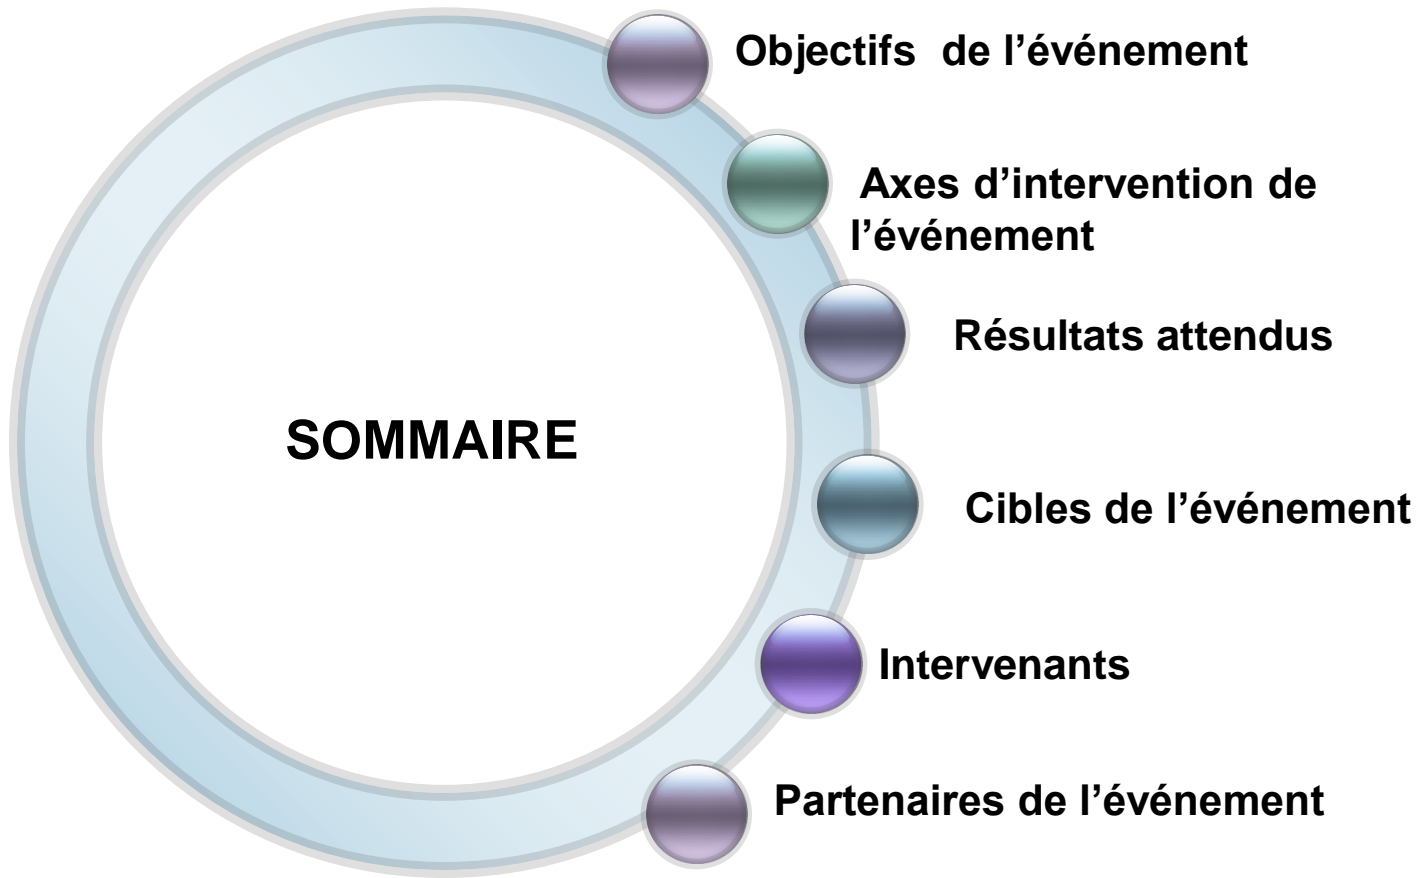 Objectifs de l’événement
Axes d’intervention de
l’événement
Résultats attendus
SOMMAIRE
Cibles de l’événement
Intervenants
Partenaires de l’événement